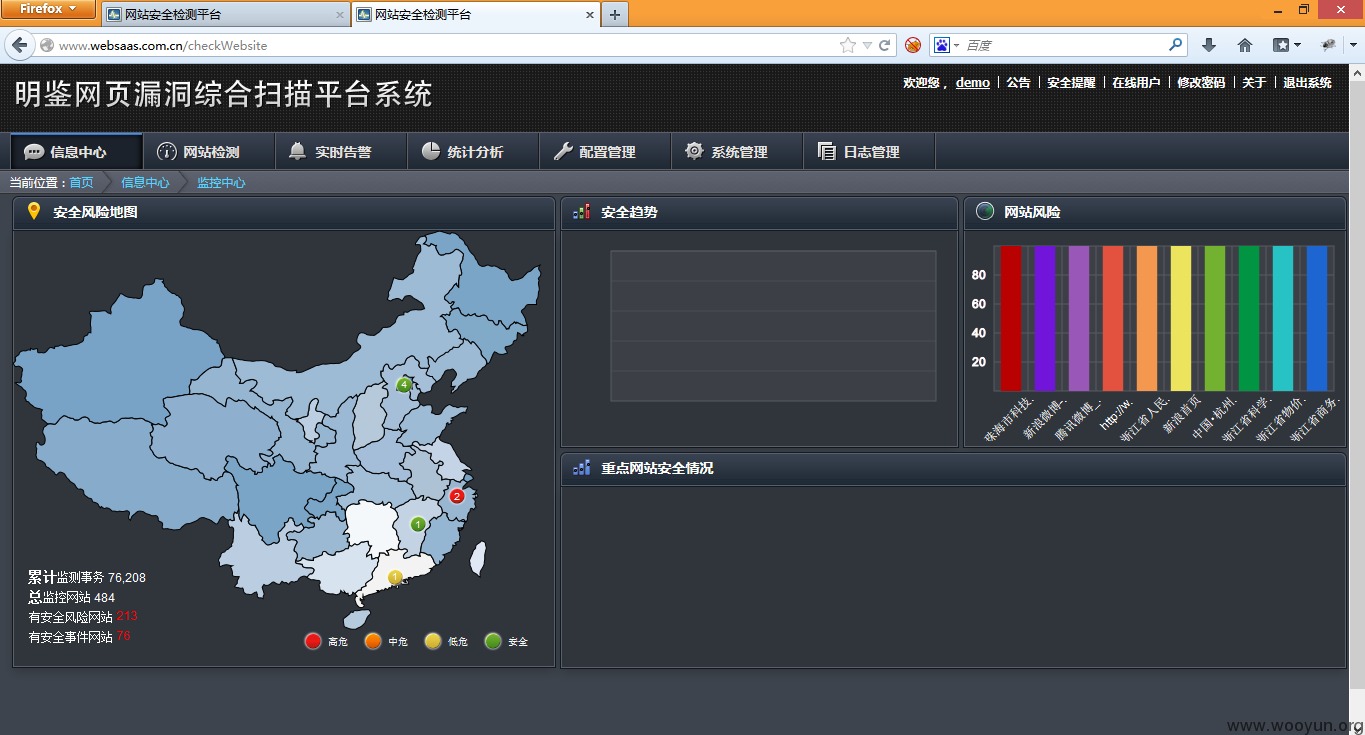 Firefox
网站安全检测平台
网站安全检测平台
www.websaas.com.cn/checkWebsite
百度
明鉴网页漏洞综合扫描平台系统
欢迎您， demo | 公告 | 安全提醒 | 在线用户 | 修改密码 | 关于 | 退出系统
信息中心
网站检测
实时告警
统计分析
配置管理
系统管理
日志管理
当前位置：首页 信息中心 监控中心
安全风险地图
安全趋势
网站风险
80
60
40
20
珠海市科技.
新浪微博-.
腾讯微博_.
http://w.
浙江省人民.
新浪首页
中国·杭州.
浙江省科学.
浙江省物价.
浙江省商务.
重点网站安全情况
4
2
1
1
累计监测事务 76,208
总监控网站 484
有安全风险网站 213
有安全事件网站 76
高危
中危
低危
安全
www.wooyun.org